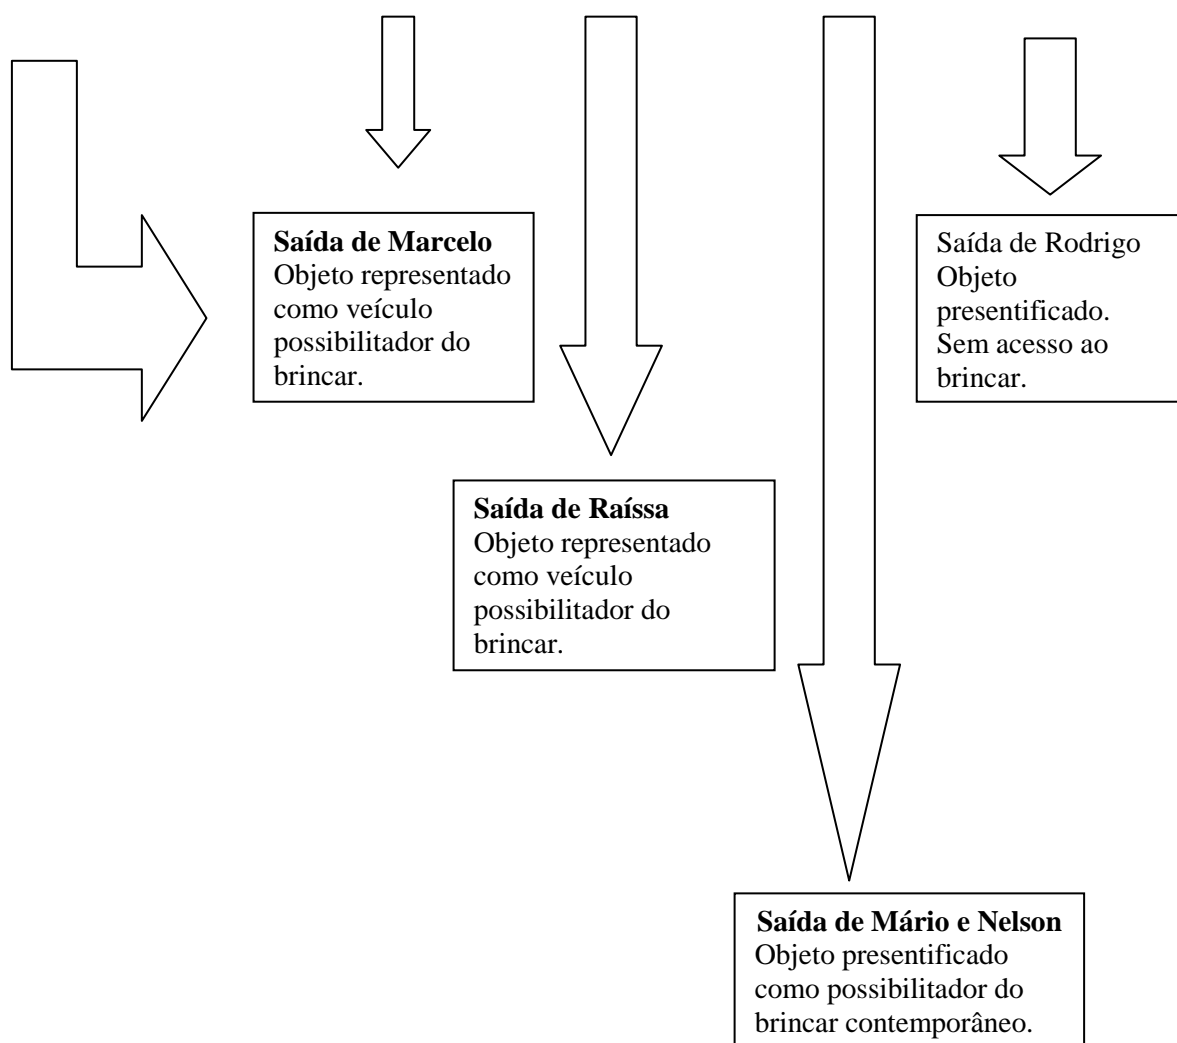 Saída de Marcelo
Objeto representado
como veículo
possibilitador do
brincar.
Saída de Rodrigo
Objeto
presentificado.
Sem acesso ao
brincar.
Saída de Raíssa
Objeto representado
como veículo
possibilitador do
brincar.
Saída de Mário e Nelson
Objeto presentificado
como possibilitador do
brincar contemporâneo.